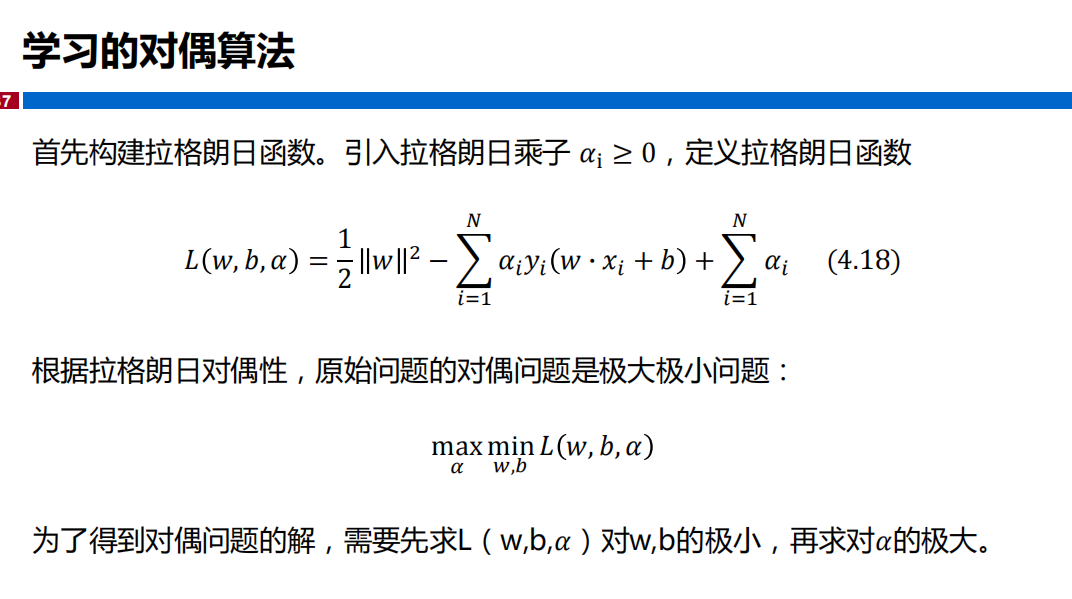 学习的对偶算法
7
首先构建拉格朗日函数。引入拉格朗日乘子 αᵢ ≥ 0，定义拉格朗日函数
L(w, b, α) = 1/2 ‖w‖² − ∑_{i=1}^{N} αᵢyᵢ(w · xᵢ + b) + ∑_{i=1}^{N} αᵢ (4.18)
根据拉格朗日对偶性，原始问题的对偶问题是极大极小问题：
max_{α} min_{w,b} L(w, b, α)
为了得到对偶问题的解，需要先求L（w,b,α）对w,b的极小，再求对α的极大。